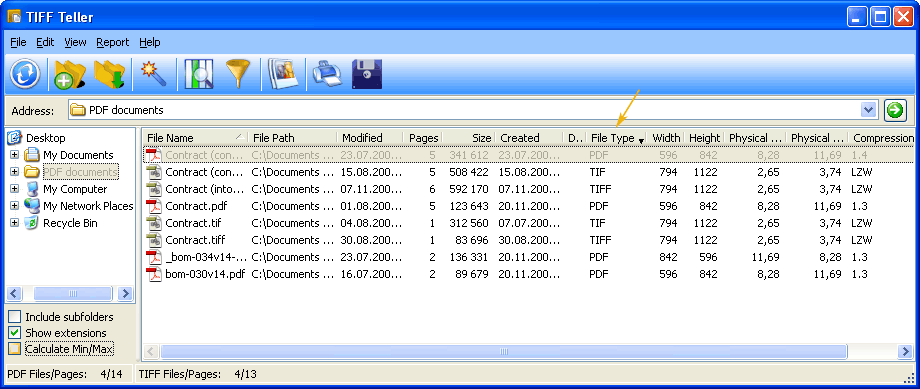 TIFF Teller
File Edit View Report Help
Address: PDF documents
Desktop
My Documents
PDF documents
My Computer
My Network Places
Recycle Bin
File Name File Path Modified Pages Size Created D.. File Type Width Height Physical ... Physical ... Compression
Contract (con... C:\Documents ... 23.07.200... 5 341 612 23.07.200... PDF 596 842 8,28 11,69 1.4
Contract (con... C:\Documents ... 15.08.200... 5 508 422 15.08.200... TIF 794 1122 2,65 3,74 LZW
Contract (into... C:\Documents ... 07.11.200... 6 592 170 07.11.200... TIFF 794 1122 2,65 3,74 LZW
Contract.pdf C:\Documents ... 01.08.200... 5 123 643 20.11.200... PDF 596 842 8,28 11,69 1.3
Contract.tif C:\Documents ... 04.08.200... 1 312 560 07.07.200... TIF 794 1122 2,65 3,74 LZW
Contract.tiff C:\Documents ... 30.08.200... 1 83 696 30.08.200... TIFF 794 1122 2,65 3,74 LZW
_bom-034v14-... C:\Documents ... 23.07.200... 2 136 331 20.11.200... PDF 842 596 11,69 8,28 1.3
bom-030v14.pdf C:\Documents ... 16.07.200... 2 89 679 20.11.200... PDF 596 842 8,28 11,69 1.3
Include subfolders
Show extensions
Calculate Min/Max
PDF Files/Pages: 4/14 TIFF Files/Pages: 4/13